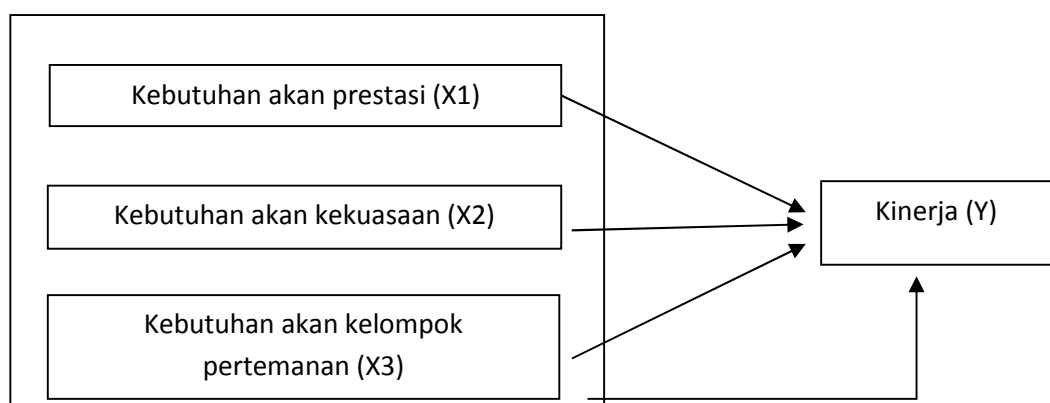 Kebutuhan akan prestasi (X1)
Kebutuhan akan kekuasaan (X2)
Kinerja (Y)
Kebutuhan akan kelompok
pertemanan (X3)